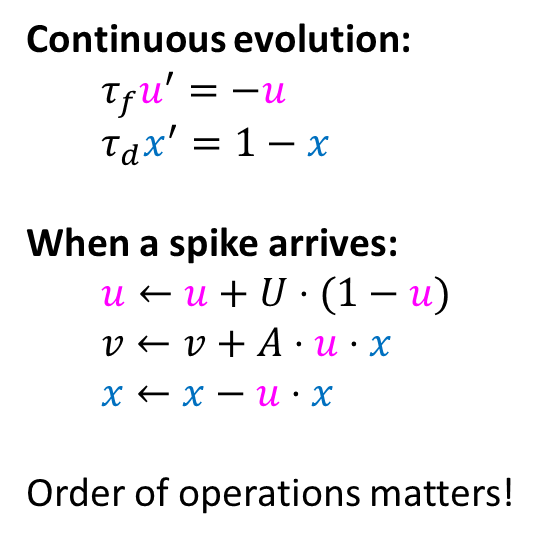 Continuous evolution:
τ_f u′ = −u
τ_d x′ = 1 − x
When a spike arrives:
u ← u + U · (1 − u)
v ← v + A · u · x
x ← x − u · x
Order of operations matters!